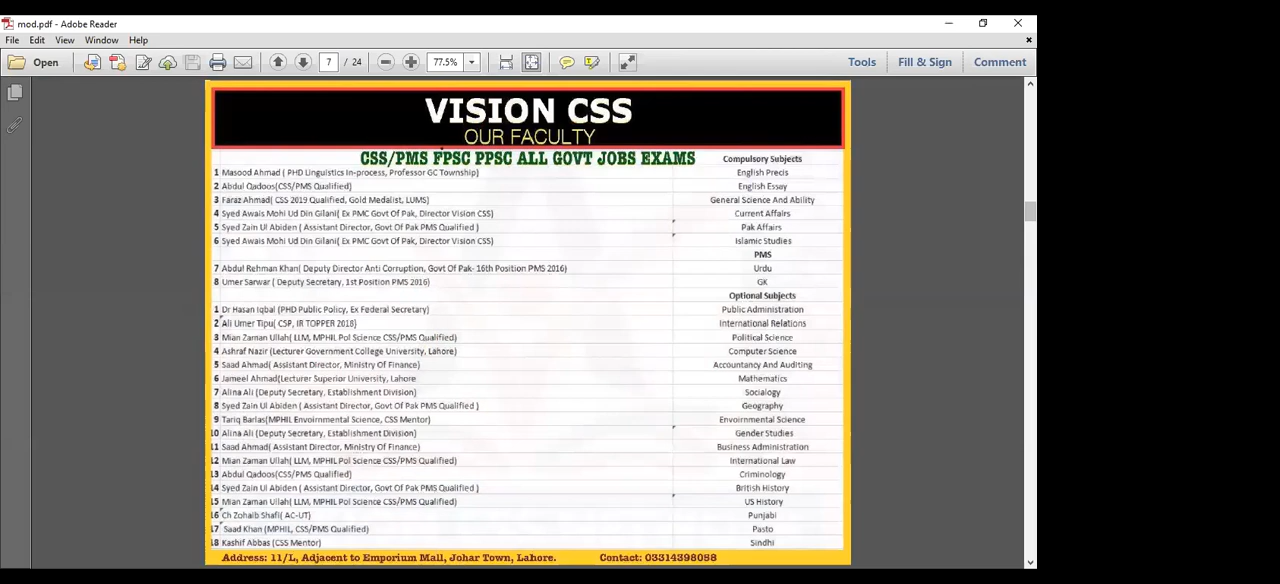 mod.pdf - Adobe Reader
File Edit View Window Help
Open 7 / 24 77.5% Tools Fill & Sign Comment
VISION CSS
OUR FACULTY
CSS/PMS FPSC PPSC ALL GOVT JOBS EXAMS Compulsory Subjects
1 Masood Ahmad ( PHD Linguistics In-process, Professor GC Township) English Precis
2 Abdul Qadoos(CSS/PMS Qualified) English Essay
3 Faraz Ahmad( CSS 2019 Qualified, Gold Medalist, LUMS) General Science And Ability
4 Syed Awais Mohi Ud Din Gilani( Ex PMC Govt Of Pak, Director Vision CSS) Current Affairs
5 Syed Zain Ul Abiden ( Assistant Director, Govt Of Pak PMS Qualified ) Pak Affairs
6 Syed Awais Mohi Ud Din Gilani( Ex PMC Govt Of Pak, Director Vision CSS) Islamic Studies
PMS
7 Abdul Rehman Khan( Deputy Director Anti Corruption, Govt Of Pak- 16th Position PMS 2016) Urdu
8 Umer Sarwar ( Deputy Secretary, 1st Position PMS 2016) GK
Optional Subjects
1 Dr Hasan Iqbal (PHD Public Policy, Ex Federal Secretary) Public Administration
2 Ali Umer Tipu( CSP, IR TOPPER 2018) International Relations
3 Mian Zaman Ullah( LLM, MPHIL Pol Science CSS/PMS Qualified) Political Science
4 Ashraf Nazir (Lecturer Government College University, Lahore) Computer Science
5 Saad Ahmad( Assistant Director, Ministry Of Finance) Accountancy And Auditing
6 Jameel Ahmad(Lecturer Superior University, Lahore Mathematics
7 Alina Ali (Deputy Secretary, Establishment Division) Socialogy
8 Syed Zain Ul Abiden ( Assistant Director, Govt Of Pak PMS Qualified ) Geography
9 Tariq Barlas(MPHIL Envoirnmental Science, CSS Mentor) Envoirnmental Science
10 Alina Ali (Deputy Secretary, Establishment Division) Gender Studies
11 Saad Ahmad( Assistant Director, Ministry Of Finance) Business Administration
12 Mian Zaman Ullah( LLM, MPHIL Pol Science CSS/PMS Qualified) International Law
13 Abdul Qadoos(CSS/PMS Qualified) Criminology
14 Syed Zain Ul Abiden ( Assistant Director, Govt Of Pak PMS Qualified ) British History
15 Mian Zaman Ullah( LLM, MPHIL Pol Science CSS/PMS Qualified) US History
16 Ch Zohaib Shafi( AC-UT) Punjabi
17 Saad Khan (MPHIL, CSS/PMS Qualified) Pasto
18 Kashif Abbas (CSS Mentor) Sindhi
Address: 11/L, Adjacent to Emporium Mall, Johar Town, Lahore. Contact: 03314398058